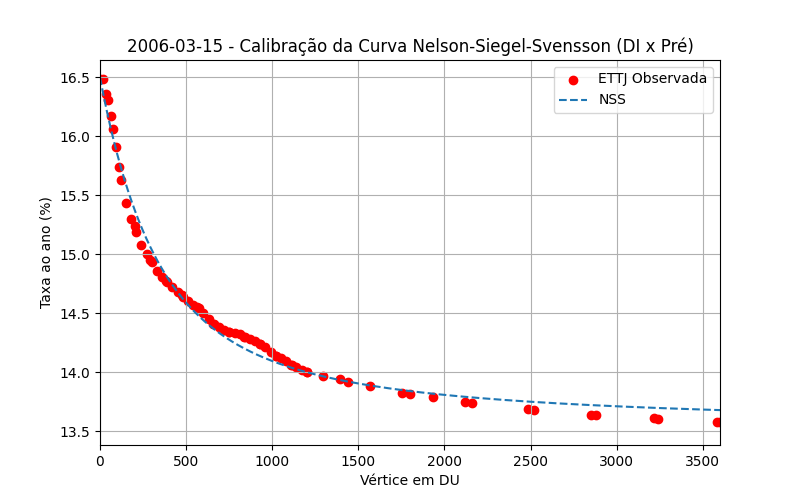 2006-03-15 - Calibração da Curva Nelson-Siegel-Svensson (DI x Pré)
ETTJ Observada
NSS
Taxa ao ano (%)
16.5
16.0
15.5
15.0
14.5
14.0
13.5
0 500 1000 1500 2000 2500 3000 3500
Vértice em DU